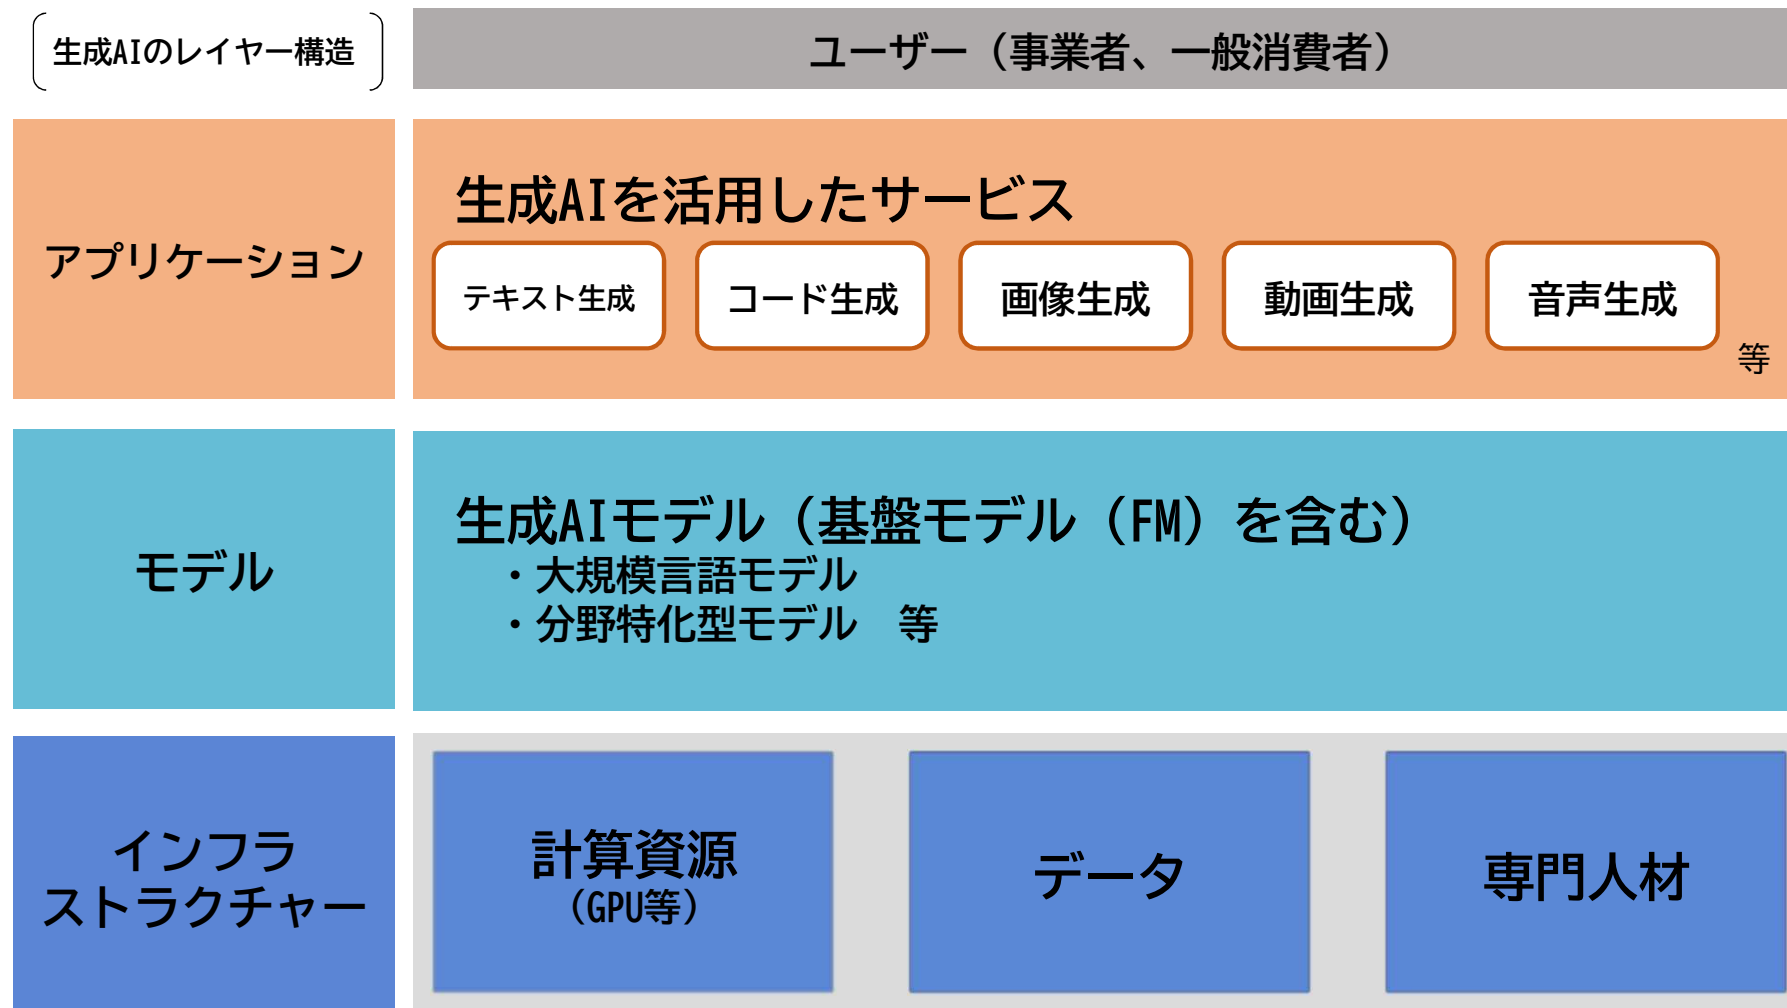 生成AIのレイヤー構造
ユーザー（事業者、一般消費者）
アプリケーション
生成AIを活用したサービス
テキスト生成
コード生成
画像生成
動画生成
音声生成
等
モデル
生成AIモデル（基盤モデル（FM）を含む）
・大規模言語モデル
・分野特化型モデル　等
インフラ
ストラクチャー
計算資源
（GPU等）
データ
専門人材